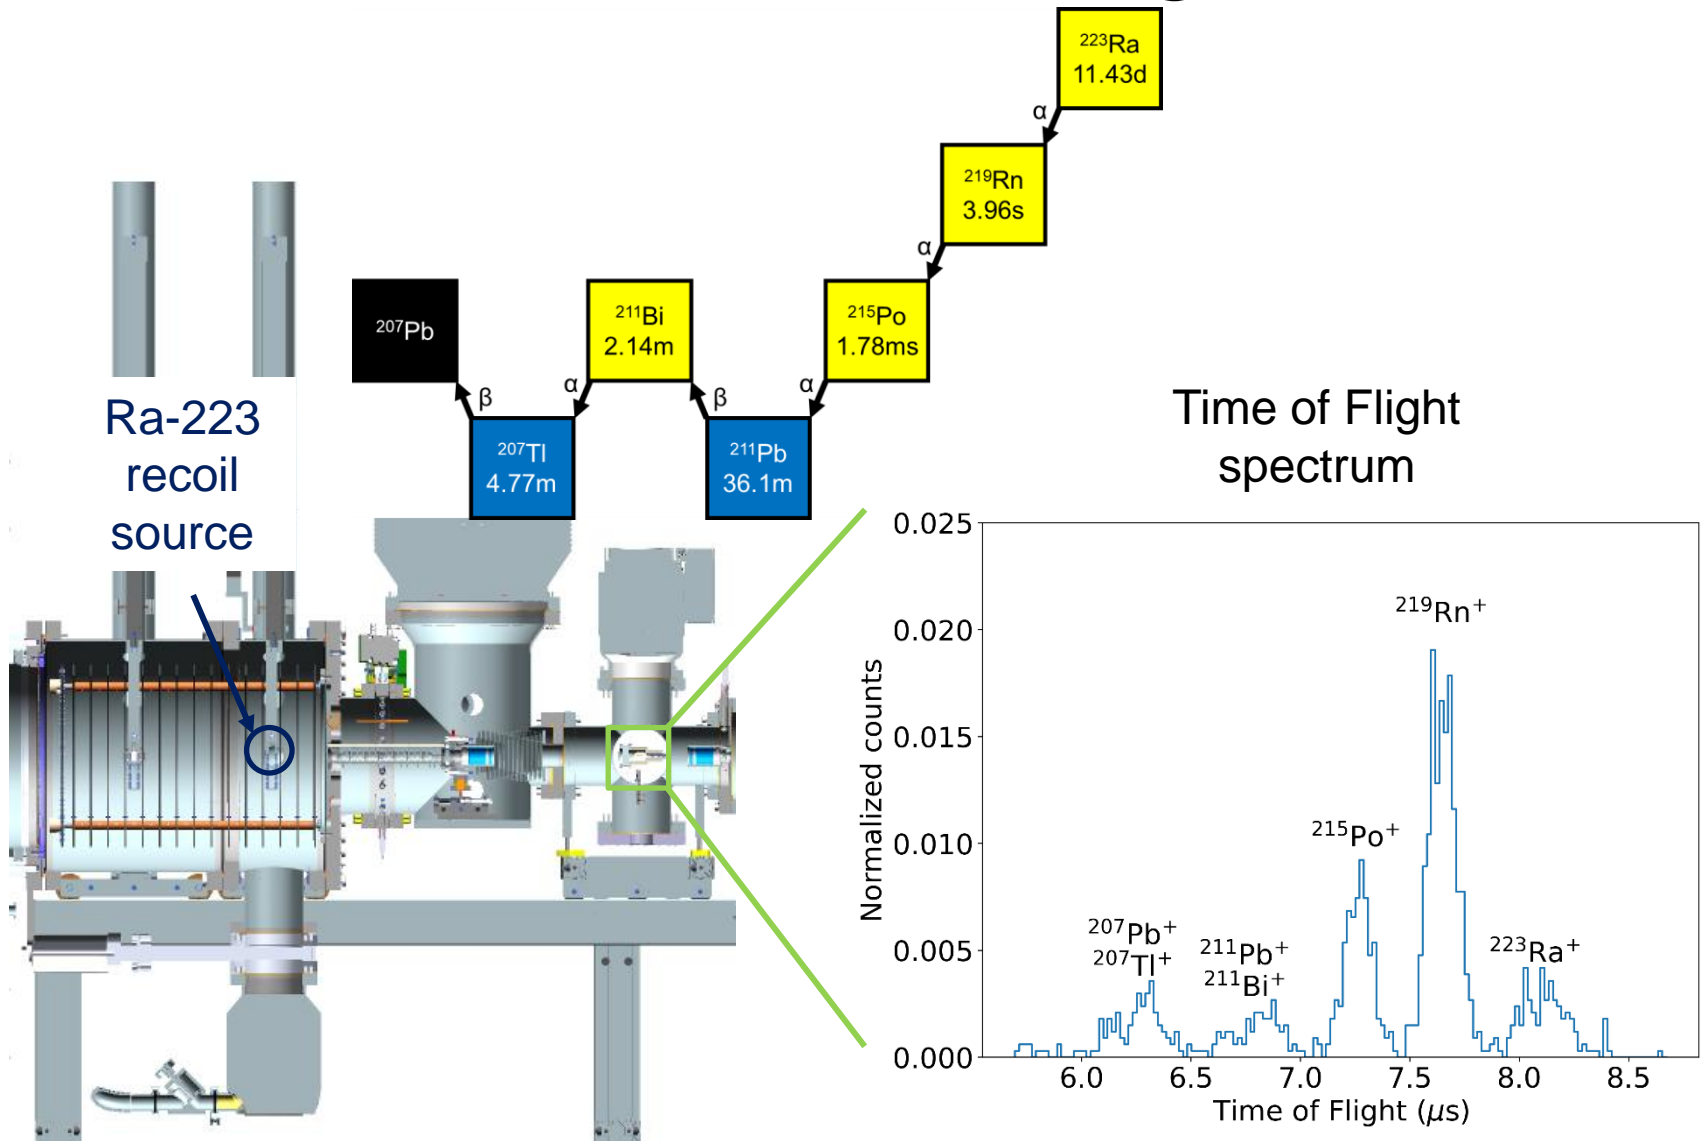 ²²³Ra
11.43d
α
²¹⁹Rn
3.96s
α
²¹⁵Po
1.78ms
α
²¹¹Pb
36.1m
β
²¹¹Bi
2.14m
α
²⁰⁷Tl
4.77m
β
²⁰⁷Pb
Ra-223
recoil
source
Time of Flight
spectrum
Normalized counts
0.025
0.020
0.015
0.010
0.005
0.000
²⁰⁷Pb⁺
²⁰⁷Tl⁺
²¹¹Pb⁺
²¹¹Bi⁺
²¹⁵Po⁺
²¹⁹Rn⁺
²²³Ra⁺
6.0 6.5 7.0 7.5 8.0 8.5
Time of Flight (μs)